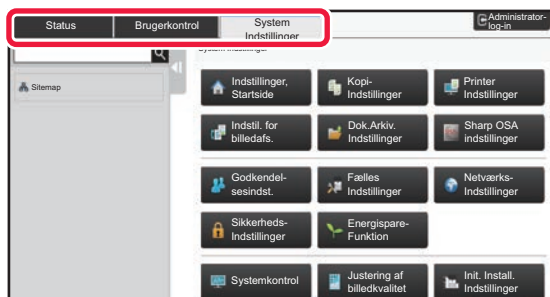 Status
Brugerkontrol
System
Indstillinger
Administrator-
log-in
Sitemap
Indstillinger,
Startside
Kopi-
Indstillinger
Printer
Indstillinger
Indstil. for
billedafs.
Dok.Arkiv.
Indstillinger
Sharp OSA
indstillinger
Godkendel-
sesindst.
Fælles
Indstillinger
Netværks-
Indstillinger
Sikkerheds-
Indstillinger
Energispare-
Funktion
Systemkontrol
Justering af
billedkvalitet
Init. Install.
Indstillinger